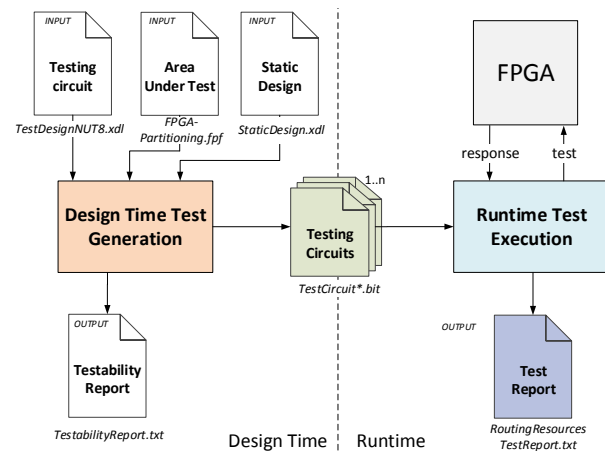 INPUT
Testing
circuit
TestDesignNUT8.xdl
INPUT
Area
Under Test
FPGA-
Partitioning.fpf
INPUT
Static
Design
StaticDesign.xdl
FPGA
response
test
Design Time Test
Generation
1..n
Testing
Circuits
TestCircuit*.bit
Runtime Test
Execution
OUTPUT
Testability
Report
TestabilityReport.txt
OUTPUT
Test
Report
RoutingResources
TestReport.txt
Design Time
Runtime